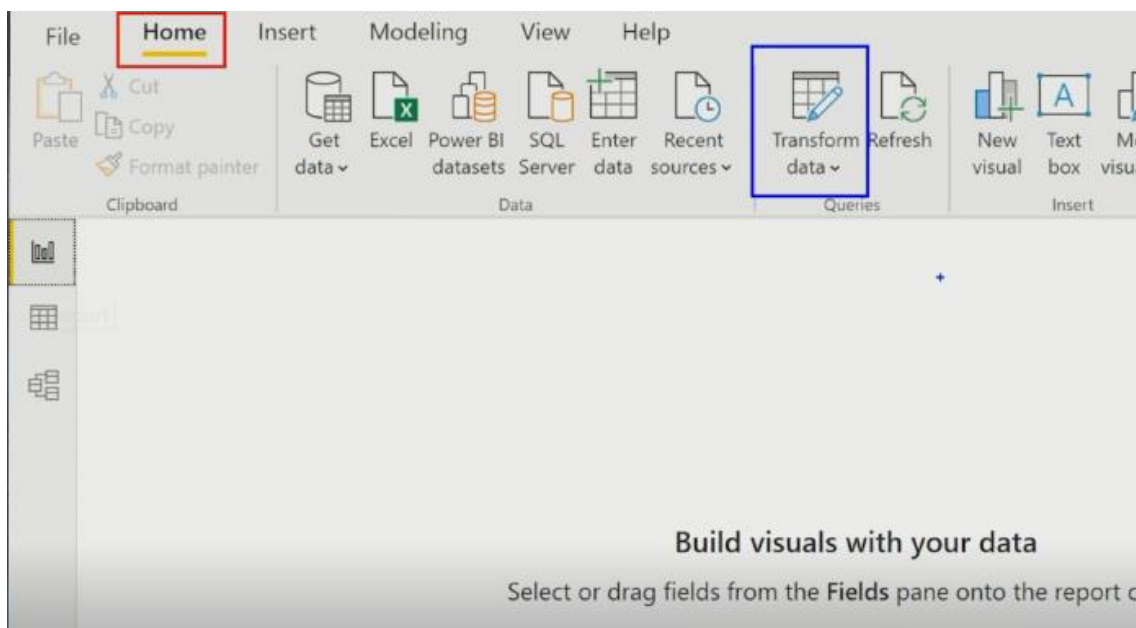 File Home Insert Modeling View Help
Paste
Cut
Copy
Format painter
Clipboard
Get data
Excel
Power BI datasets
SQL Server
Enter data
Recent sources
Data
Transform data
Refresh
Queries
New visual
A
Text box
Insert
Build visuals with your data
Select or drag fields from the Fields pane onto the report